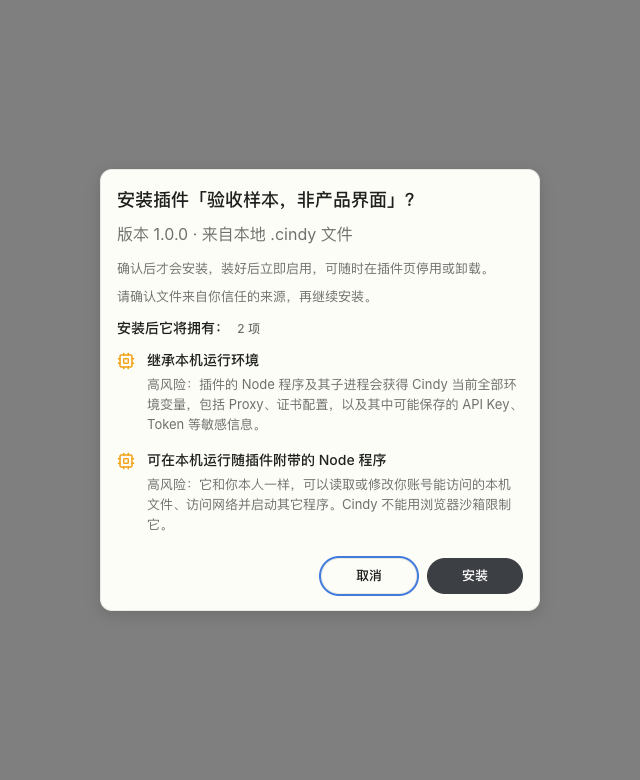 安装插件「验收样本，非产品界面」?
版本 1.0.0 · 来自本地 .cindy 文件
确认后才会安装，装好后立即启用，可随时在插件页停用或卸载。
请确认文件来自你信任的来源，再继续安装。
安装后它将拥有： 2 项
继承本机运行环境
高风险：插件的 Node 程序及其子进程会获得 Cindy 当前全部环
境变量，包括 Proxy、证书配置，以及其中可能保存的 API Key、
Token 等敏感信息。
可在本机运行随插件附带的 Node 程序
高风险：它和你本人一样，可以读取或修改你账号能访问的本机
文件、访问网络并启动其它程序。Cindy 不能用浏览器沙箱限制
它。
取消 安装